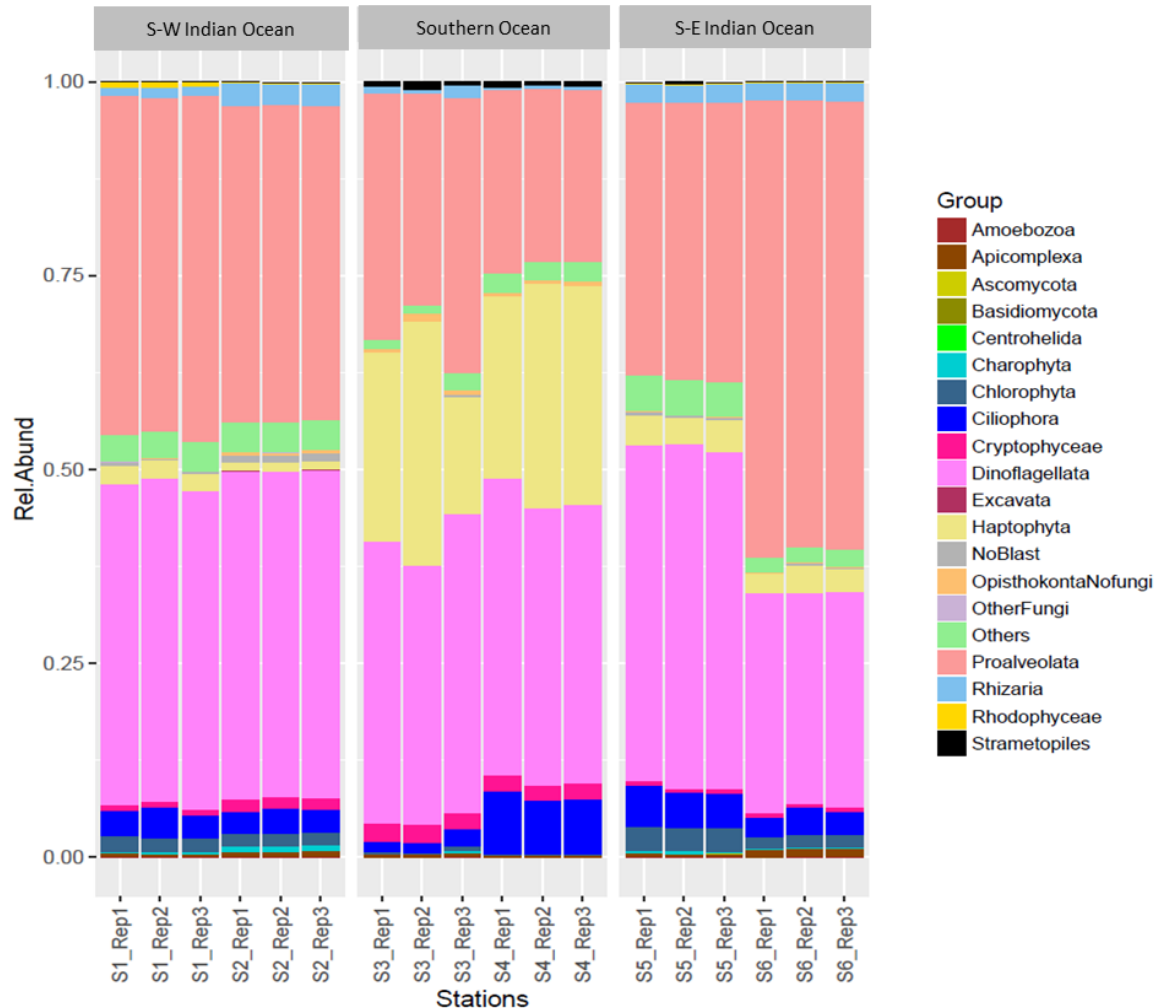 S-W Indian Ocean
Southern Ocean
S-E Indian Ocean
1.00
0.75
0.50
0.25
0.00
Rel.Abund
S1_Rep1
S1_Rep2
S1_Rep3
S2_Rep1
S2_Rep2
S2_Rep3
S3_Rep1
S3_Rep2
S3_Rep3
S4_Rep1
S4_Rep2
S4_Rep3
S5_Rep1
S5_Rep2
S5_Rep3
S6_Rep1
S6_Rep2
S6_Rep3
Stations
Group
Amoebozoa
Apicomplexa
Ascomycota
Basidiomycota
Centrohelida
Charophyta
Chlorophyta
Ciliophora
Cryptophyceae
Dinoflagellata
Excavata
Haptophyta
NoBlast
OpisthokontaNofungi
OtherFungi
Others
Proalveolata
Rhizaria
Rhodophyceae
Strametopiles